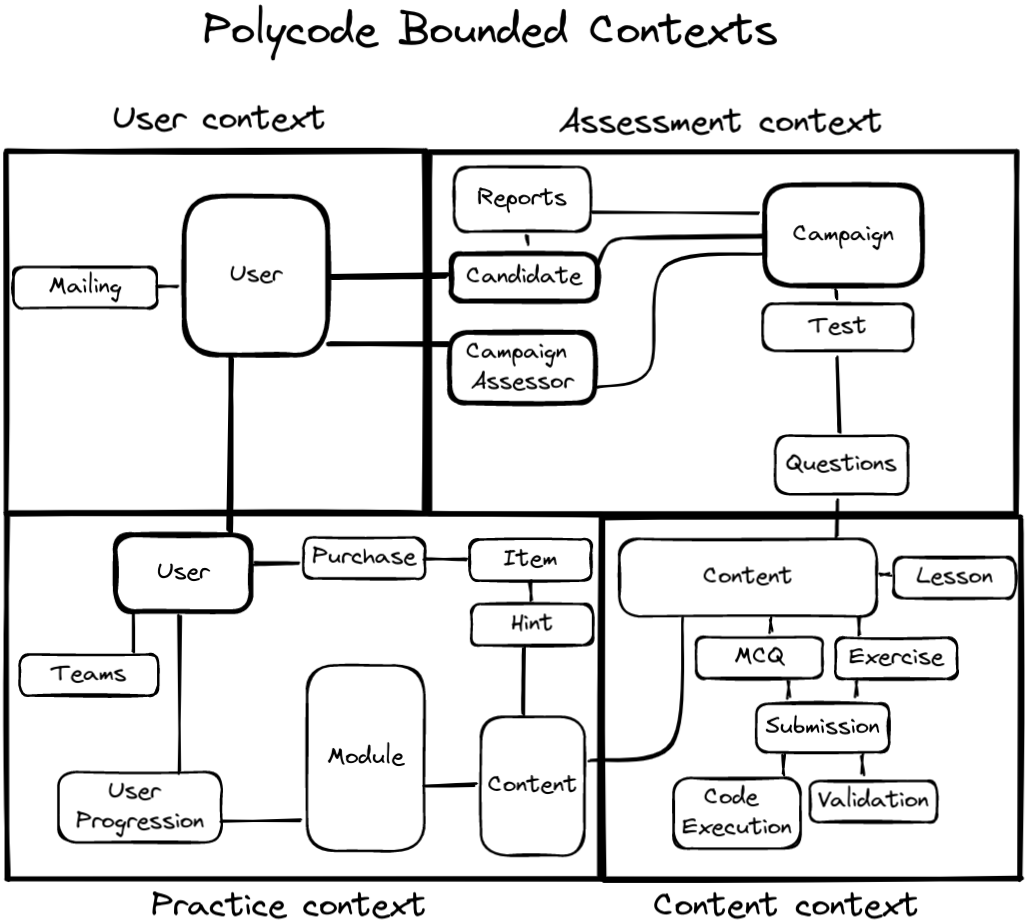 Polycode Bounded Contexts
User context
Assessment context
Mailing
User
Reports
Candidate
Campaign
Assessor
Campaign
Test
Questions
User
Purchase
Item
Hint
Teams
User
Progression
Module
Content
Content
Lesson
MCQ
Exercise
Submission
Code
Execution
Validation
Practice context
Content context